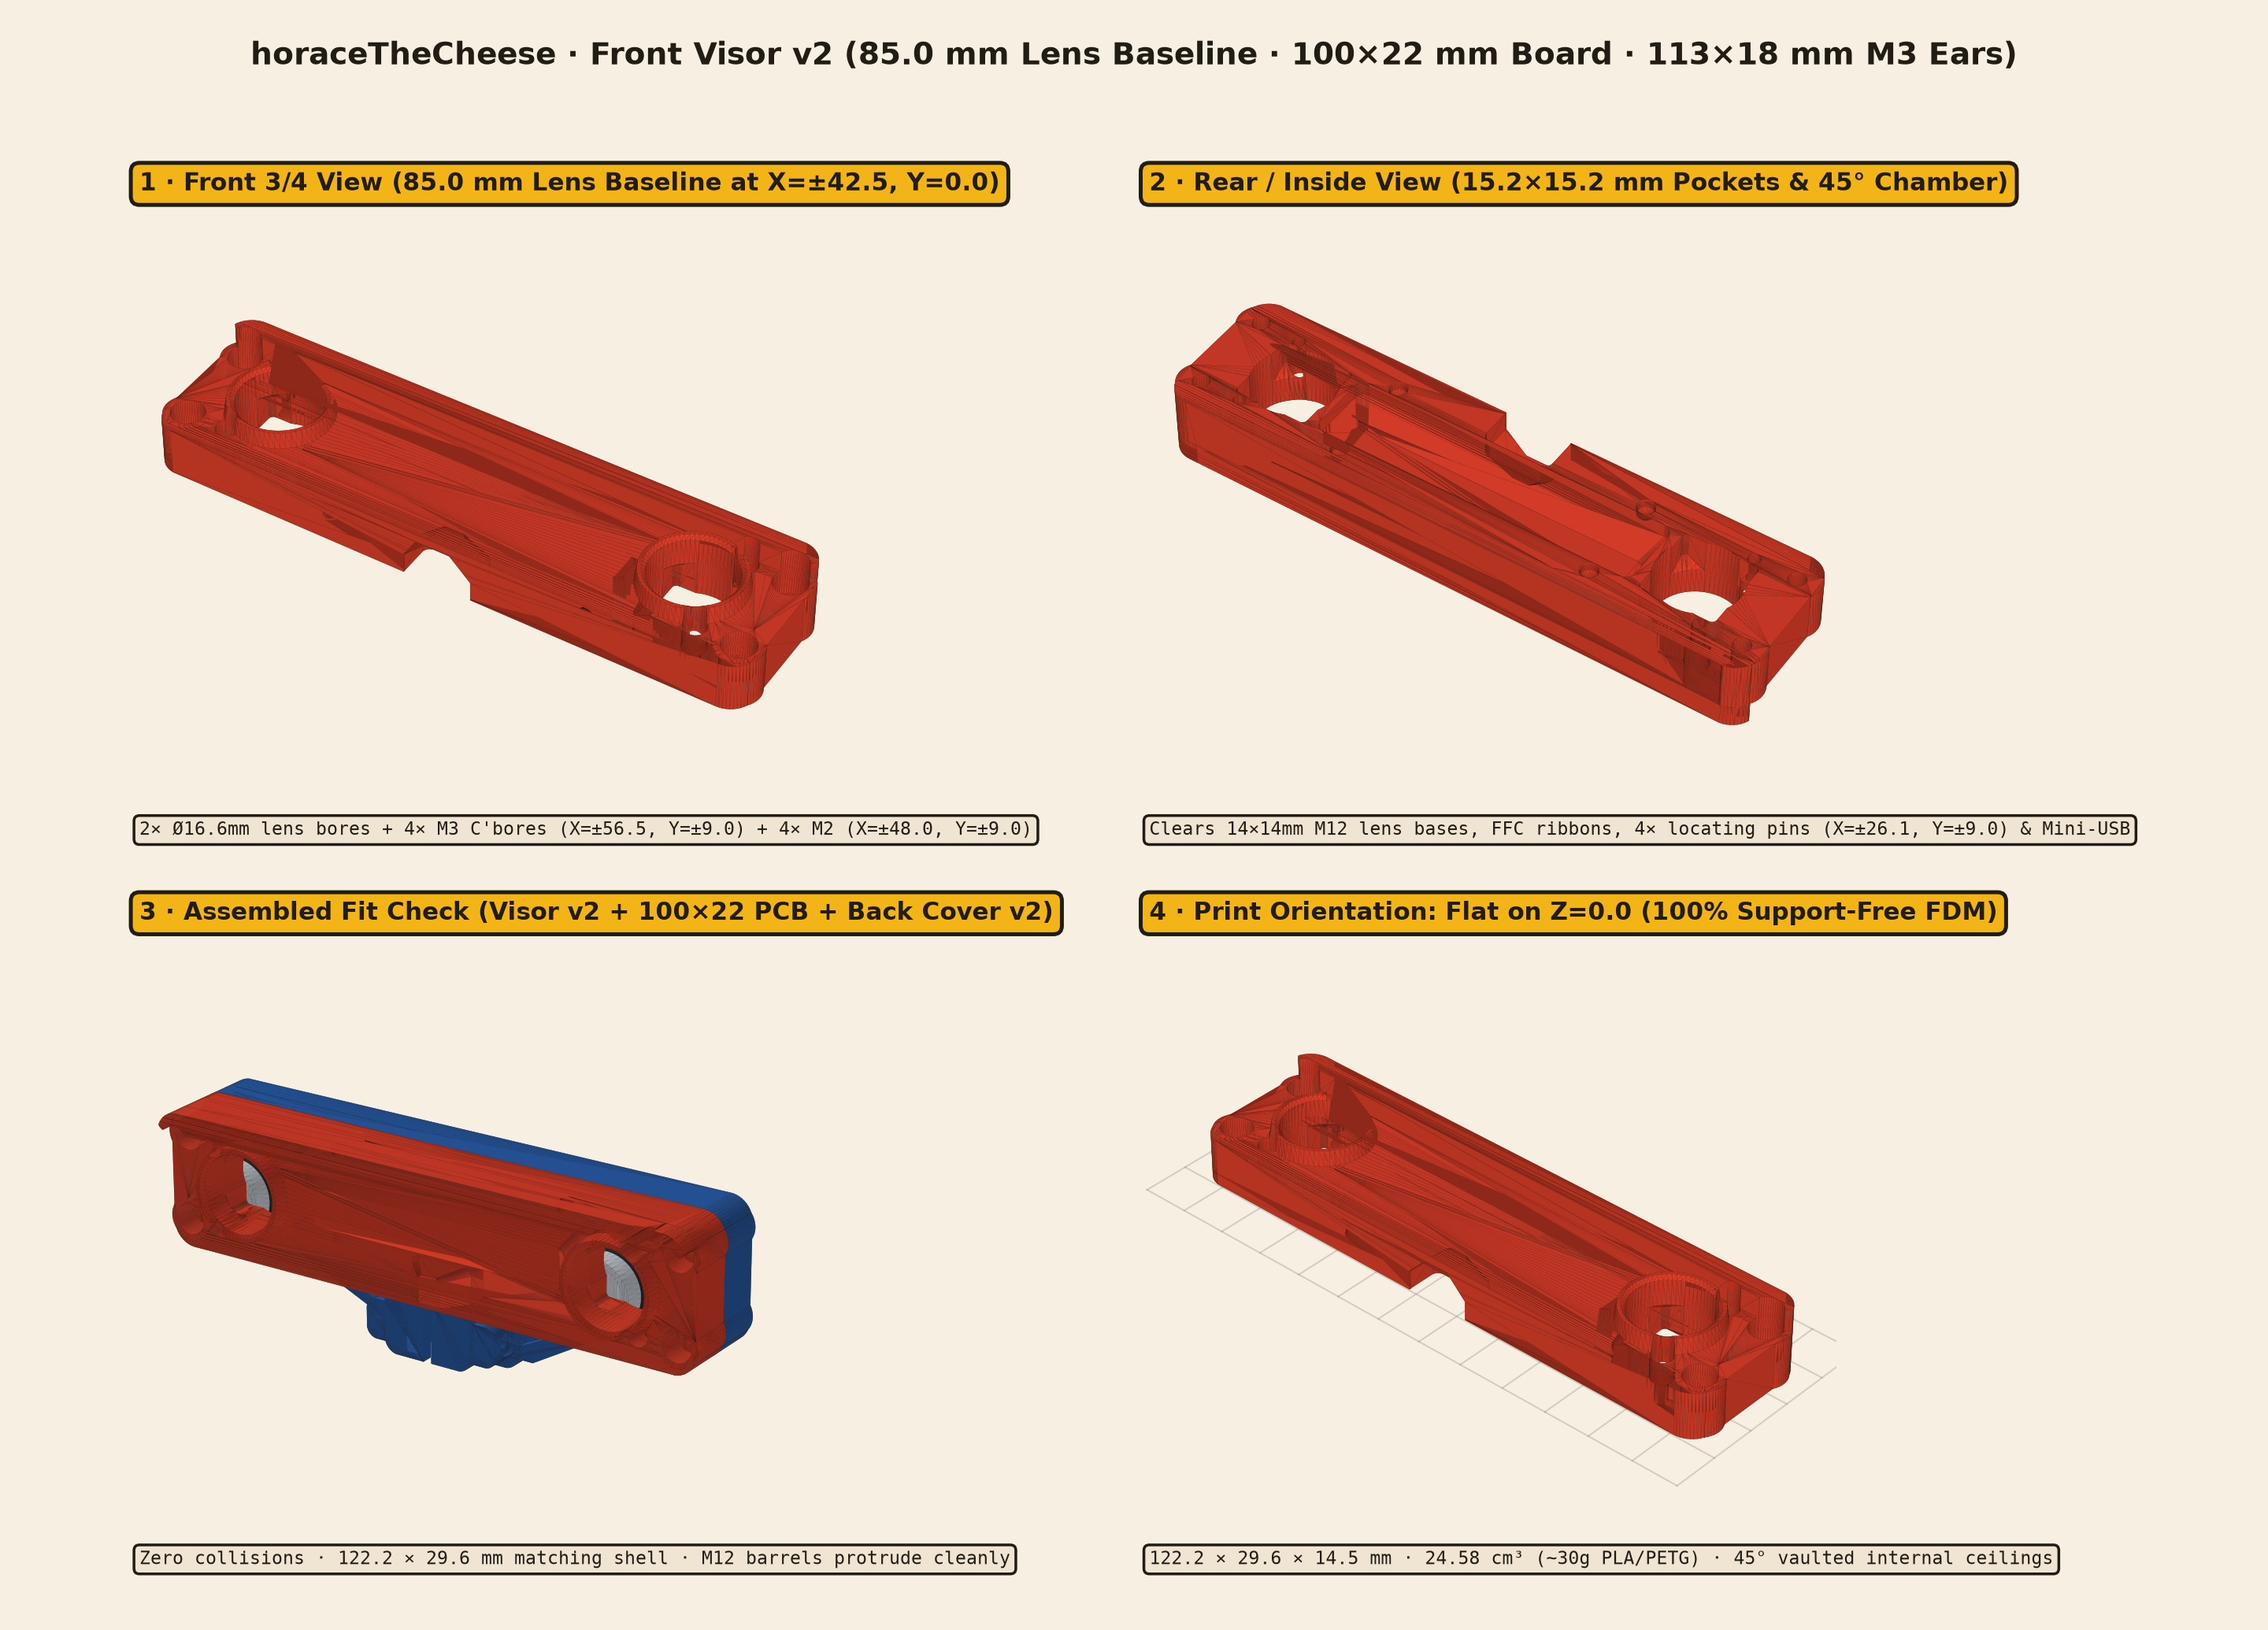 horaceTheCheese · Front Visor v2 (85.0 mm Lens Baseline · 100×22 mm Board · 113×18 mm M3 Ears)
1 · Front 3/4 View (85.0 mm Lens Baseline at X=±42.5, Y=0.0)
2 · Rear / Inside View (15.2×15.2 mm Pockets & 45° Chamber)
2× Ø16.6mm lens bores + 4× M3 C'bores (X=±56.5, Y=±9.0) + 4× M2 (X=±48.0, Y=±9.0)
Clears 14×14mm M12 lens bases, FFC ribbons, 4× locating pins (X=±26.1, Y=±9.0) & Mini-USB
3 · Assembled Fit Check (Visor v2 + 100×22 PCB + Back Cover v2)
4 · Print Orientation: Flat on Z=0.0 (100% Support-Free FDM)
Zero collisions · 122.2 × 29.6 mm matching shell · M12 barrels protrude cleanly
122.2 × 29.6 × 14.5 mm · 24.58 cm³ (~30g PLA/PETG) · 45° vaulted internal ceilings